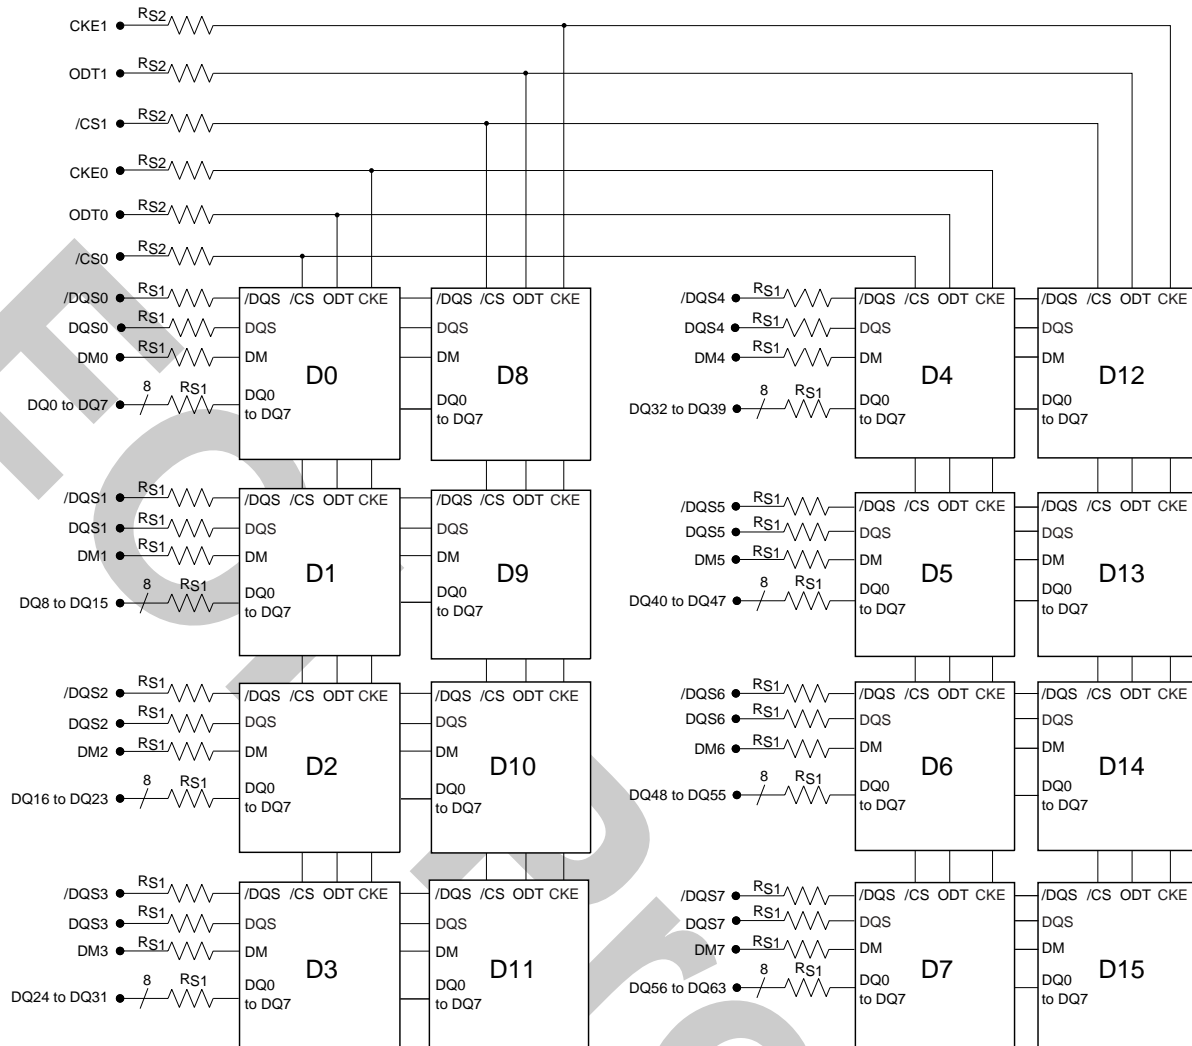 CKE1 RS2
ODT1 RS2
/CS1 RS2
CKE0 RS2
ODT0 RS2
/CS0 RS2
/DQS0 RS1 /DQS /CS ODT CKE /DQS /CS ODT CKE /DQS4 RS1 /DQS /CS ODT CKE /DQS /CS ODT CKE
DQS0 RS1 DQS DQS DQS4 RS1 DQS DQS
DM0 RS1 DM DM DM4 RS1 DM DM
D0 D8 D4 D12
DQ0 to DQ7 8 RS1 DQ0 to DQ7 DQ0 to DQ7 DQ32 to DQ39 8 RS1 DQ0 to DQ7 DQ0 to DQ7
/DQS1 RS1 /DQS /CS ODT CKE /DQS /CS ODT CKE /DQS5 RS1 /DQS /CS ODT CKE /DQS /CS ODT CKE
DQS1 RS1 DQS DQS DQS5 RS1 DQS DQS
DM1 RS1 DM DM DM5 RS1 DM DM
D1 D9 D5 D13
DQ8 to DQ15 8 RS1 DQ0 to DQ7 DQ0 to DQ7 DQ40 to DQ47 8 RS1 DQ0 to DQ7 DQ0 to DQ7
/DQS2 RS1 /DQS /CS ODT CKE /DQS /CS ODT CKE /DQS6 RS1 /DQS /CS ODT CKE /DQS /CS ODT CKE
DQS2 RS1 DQS DQS DQS6 RS1 DQS DQS
DM2 RS1 DM DM DM6 RS1 DM DM
D2 D10 D6 D14
DQ16 to DQ23 8 RS1 DQ0 to DQ7 DQ0 to DQ7 DQ48 to DQ55 8 RS1 DQ0 to DQ7 DQ0 to DQ7
/DQS3 RS1 /DQS /CS ODT CKE /DQS /CS ODT CKE /DQS7 RS1 /DQS /CS ODT CKE /DQS /CS ODT CKE
DQS3 RS1 DQS DQS DQS7 RS1 DQS DQS
DM3 RS1 DM DM DM7 RS1 DM DM
D3 D11 D7 D15
DQ24 to DQ31 8 RS1 DQ0 to DQ7 DQ0 to DQ7 DQ56 to DQ63 8 RS1 DQ0 to DQ7 DQ0 to DQ7